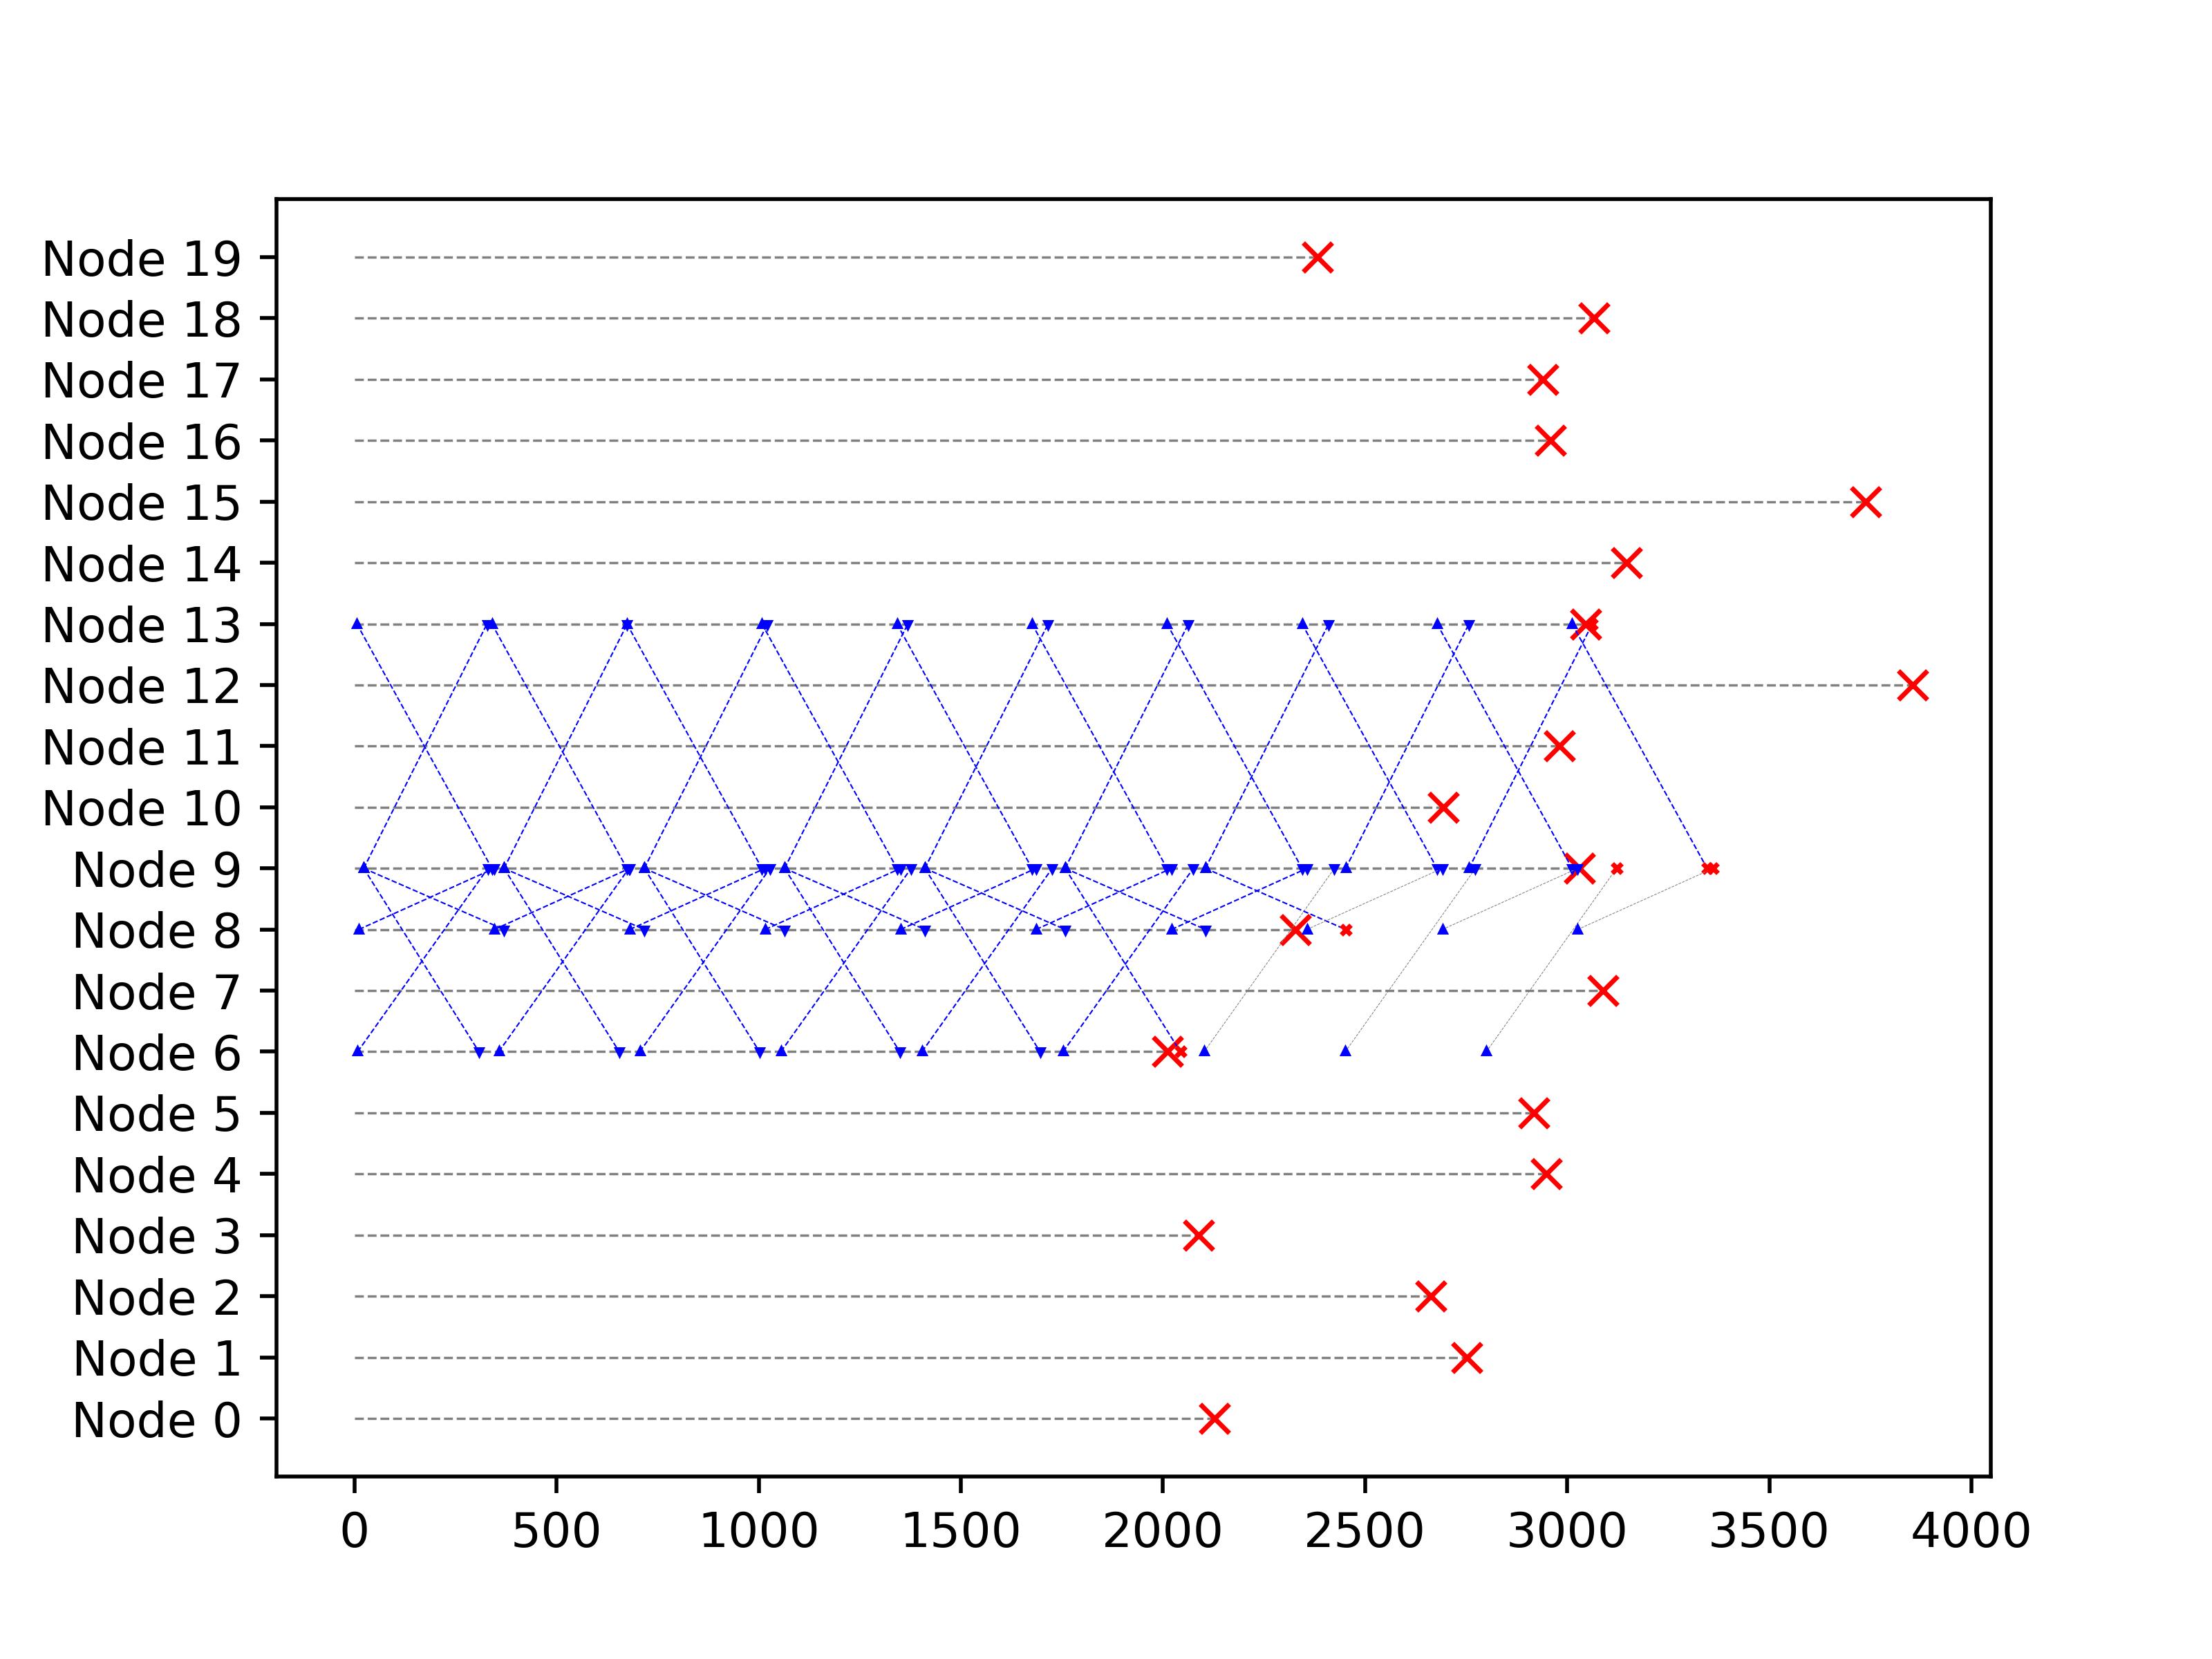 Node 19
Node 18
Node 17
Node 16
Node 15
Node 14
Node 13
Node 12
Node 11
Node 10
Node 9
Node 8
Node 7
Node 6
Node 5
Node 4
Node 3
Node 2
Node 1
Node 0
0 500 1000 1500 2000 2500 3000 3500 4000